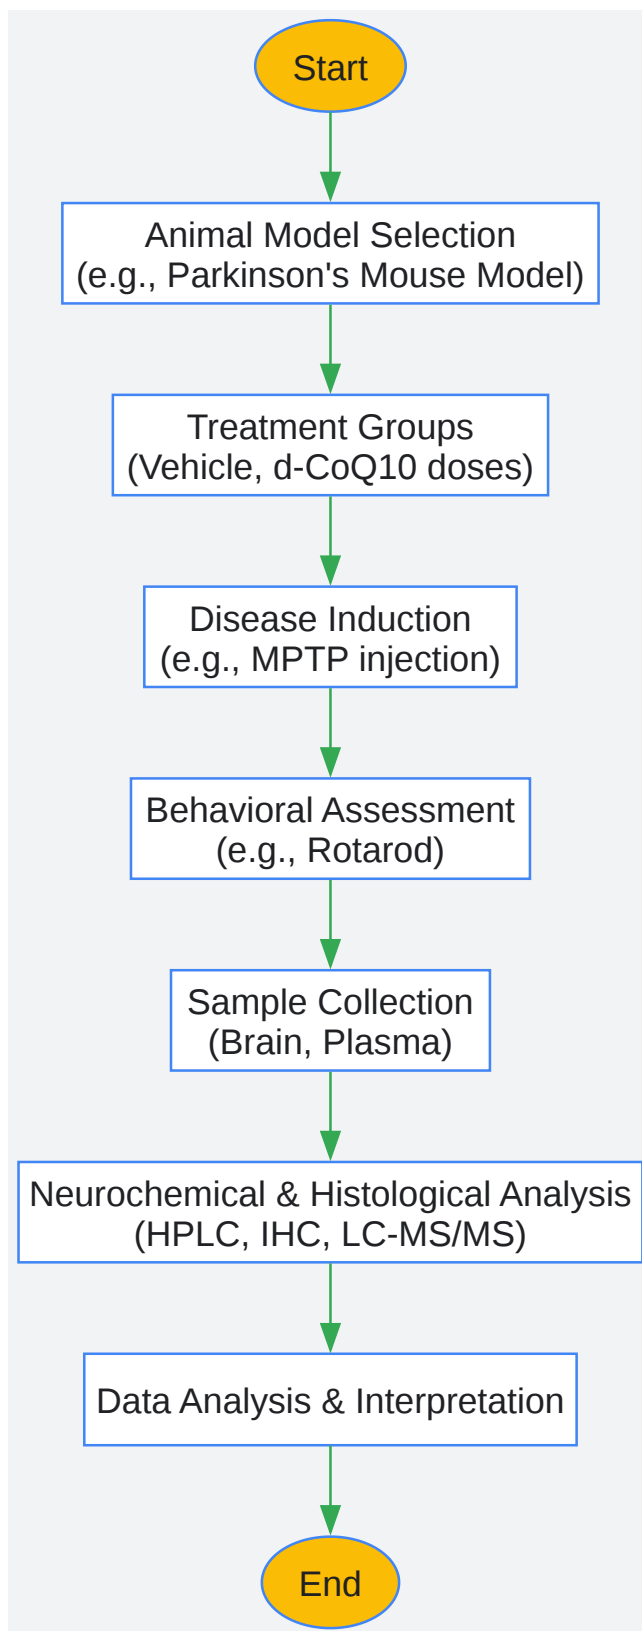 Start
Animal Model Selection
(e.g., Parkinson's Mouse Model)
Treatment Groups
(Vehicle, d-CoQ10 doses)
Disease Induction
(e.g., MPTP injection)
Behavioral Assessment
(e.g., Rotarod)
Sample Collection
(Brain, Plasma)
Neurochemical & Histological Analysis
(HPLC, IHC, LC-MS/MS)
Data Analysis & Interpretation
End